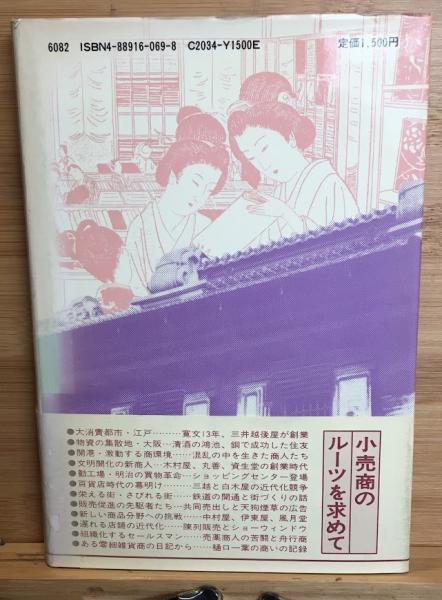 6082 ISBN4-88916-069-8 C2034-Y1500E 定価1,500円
小売商の
ルーツを求めて
●大消費都市・江戸………寛文13年、三井越後屋が創業
●物資の集散地・大阪…清酒の鴻池、銅で成功した住友
●開港・激動する商環境……混乱の中を生きた商人たち
●文明開化の新商人…木村屋、丸善、資生堂の創業時代
●勧工場・明治の買物革命…ショッピングセンター登場
●百貨店時代の幕明け……三越と白木屋の近代化競争
●栄える街・さびれる街……鉄道の開通と街づくりの話
●販売促進の先駆者たち…共同売出しと天狗煙草の広告
●新しい商品分野への挑戦……中村屋、伊東屋、風月堂
●遅れる店舗の近代化……陳列販売とショーウィンドウ
●組織化するセールスマン……売薬商人の苦闘と舟行商
●ある零細雑貨商の日記から……樋口一葉の商いの記録